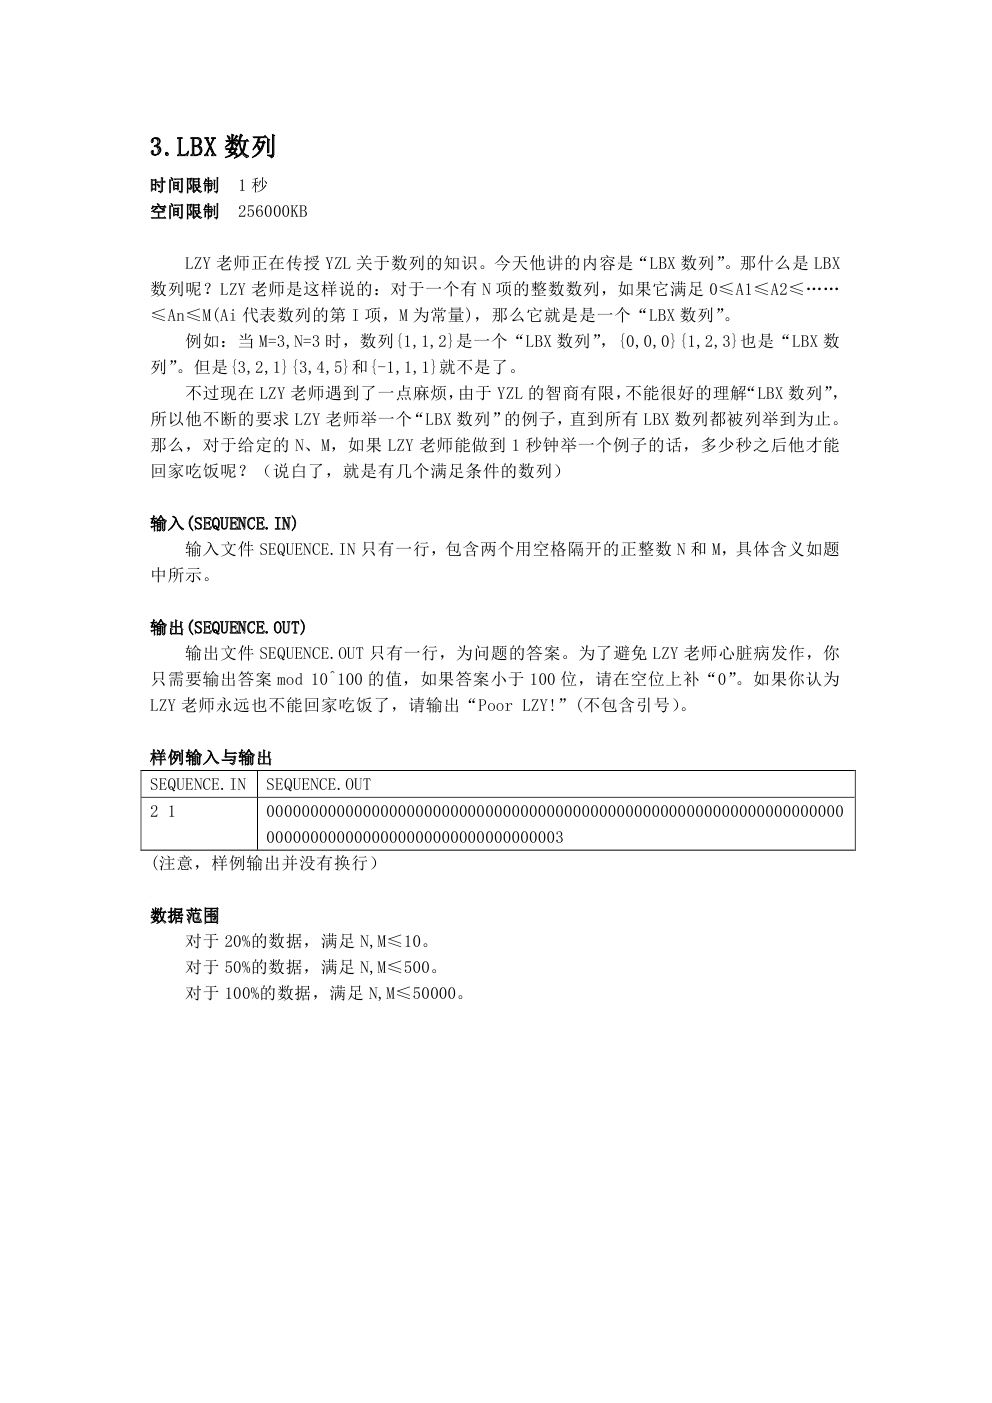 3.LBX 数列
时间限制 1 秒
空间限制 256000KB
LZY 老师正在传授 YZL 关于数列的知识。今天他讲的内容是“LBX 数列”。那什么是 LBX
数列呢？LZY 老师是这样说的：对于一个有 N 项的整数数列，如果它满足 0≤A1≤A2≤……
≤An≤M(Ai 代表数列的第 I 项，M 为常量)，那么它就是是一个“LBX 数列”。
例如：当 M=3,N=3 时，数列{1,1,2}是一个“LBX 数列”，{0,0,0}{1,2,3}也是“LBX 数
列”。但是{3,2,1}{3,4,5}和{-1,1,1}就不是了。
不过现在 LZY 老师遇到了一点麻烦，由于 YZL 的智商有限，不能很好的理解“LBX 数列”，
所以他不断的要求 LZY 老师举一个“LBX 数列”的例子，直到所有 LBX 数列都被列举到为止。
那么，对于给定的 N、M，如果 LZY 老师能做到 1 秒钟举一个例子的话，多少秒之后他才能
回家吃饭呢？（说白了，就是有几个满足条件的数列）
输入(SEQUENCE.IN)
输入文件 SEQUENCE.IN 只有一行，包含两个用空格隔开的正整数 N 和 M，具体含义如题
中所示。
输出(SEQUENCE.OUT)
输出文件 SEQUENCE.OUT 只有一行，为问题的答案。为了避免 LZY 老师心脏病发作，你
只需要输出答案 mod 10^100 的值，如果答案小于 100 位，请在空位上补“0”。如果你认为
LZY 老师永远也不能回家吃饭了，请输出“Poor LZY!”(不包含引号)。
样例输入与输出
SEQUENCE.IN SEQUENCE.OUT
2 1 000000000000000000000000000000000000000000000000000000000000000000
0000000000000000000000000000000003
(注意，样例输出并没有换行）
数据范围
对于 20%的数据，满足 N,M≤10。
对于 50%的数据，满足 N,M≤500。
对于 100%的数据，满足 N,M≤50000。